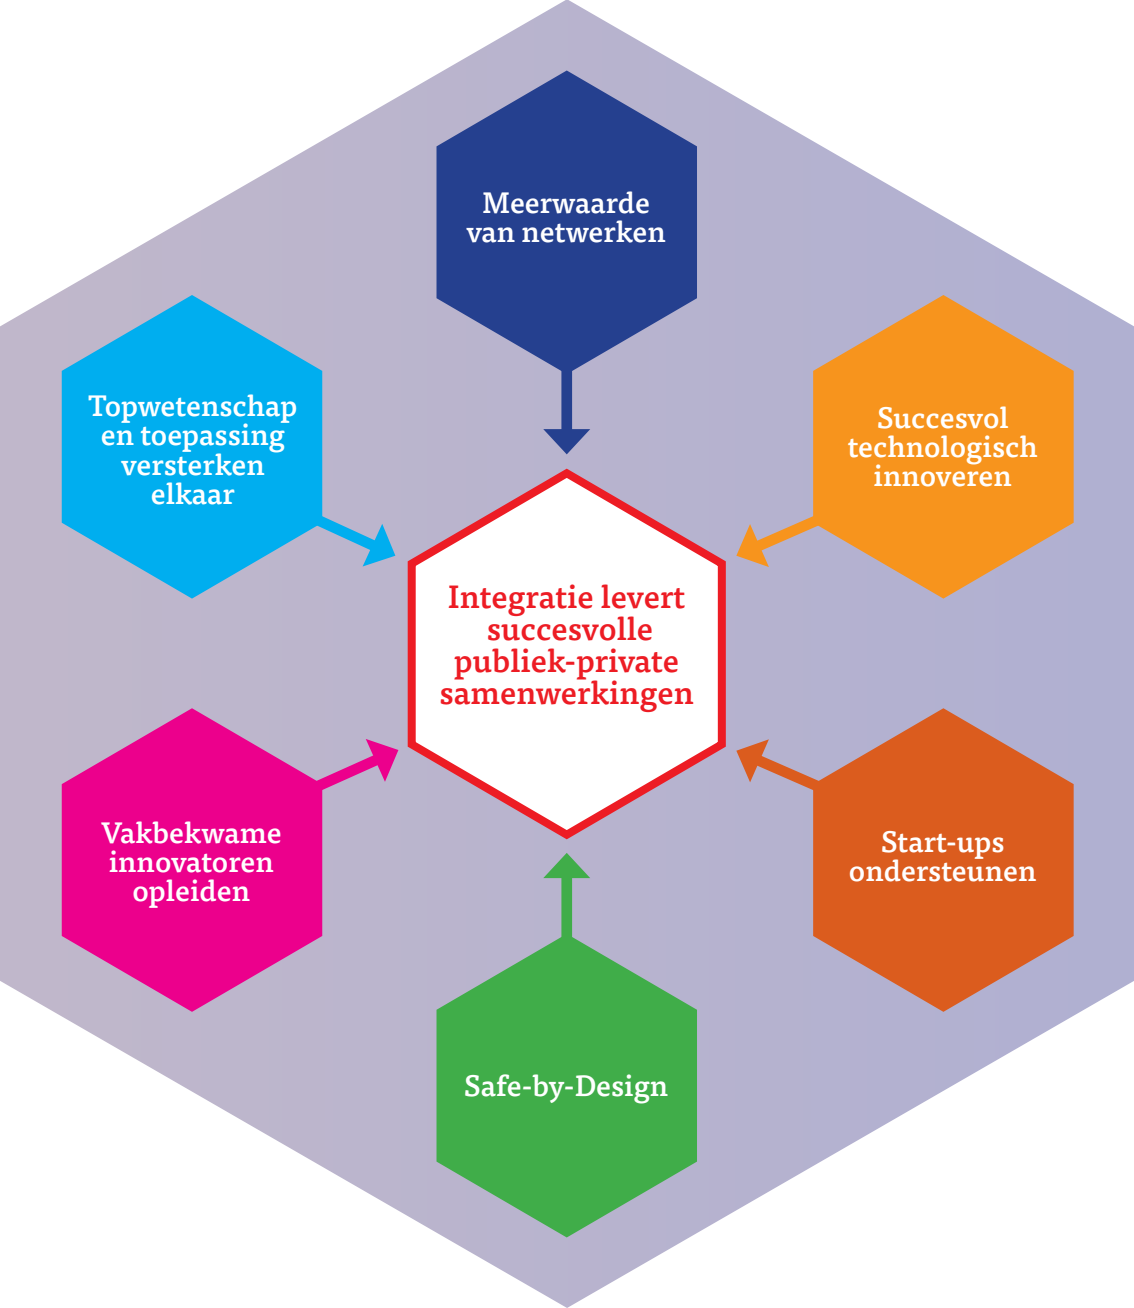 Meerwaarde
van netwerken
Topwetenschap
en toepassing
versterken
elkaar
Succesvol
technologisch
innoveren
Integratie levert
succesvolle
publiek-private
samenwerkingen
Vakbekwame
innovatoren
opleiden
Start-ups
ondersteunen
Safe-by-Design